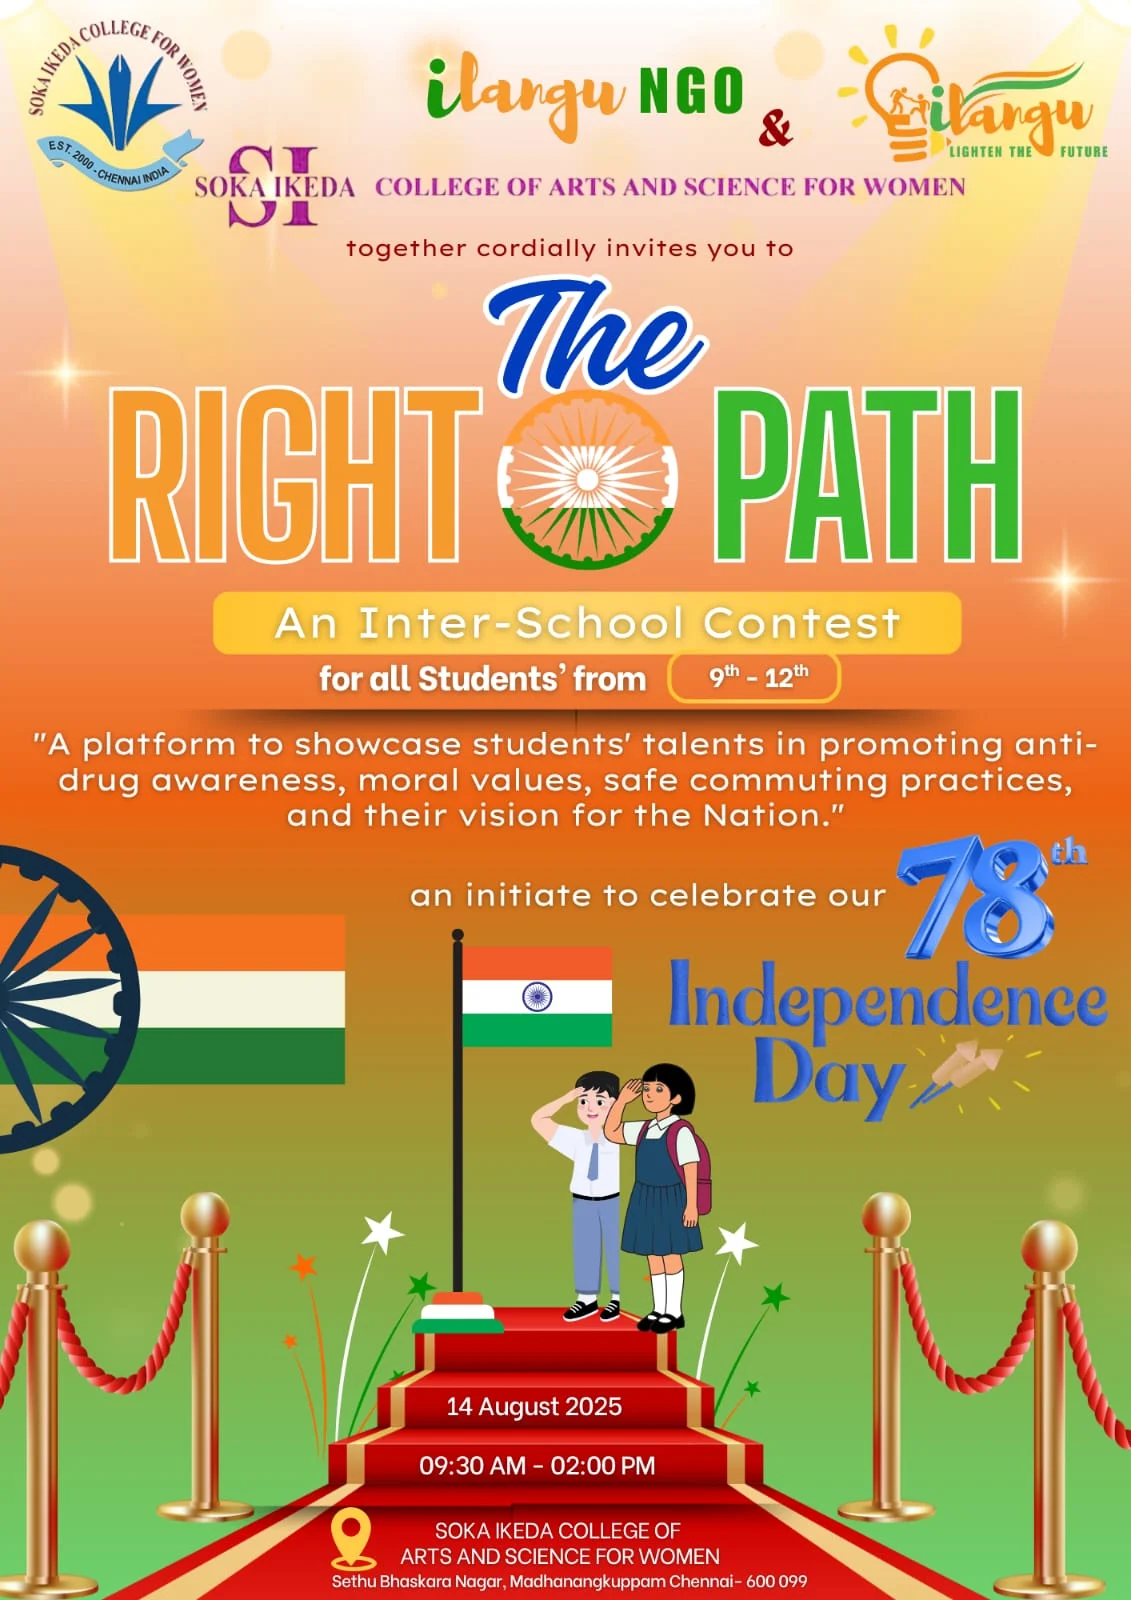 SOKA IKEDA COLLEGE FOR WOMEN
EST. 2000 - CHENNAI INDIA
ilangu NGO
&
ilangu
LIGHTEN THE FUTURE
SI
SOKA IKEDA COLLEGE OF ARTS AND SCIENCE FOR WOMEN
together cordially invites you to
The
RIGHT PATH
An Inter-School Contest
for all Students' from 9th - 12th
"A platform to showcase students' talents in promoting anti-
drug awareness, moral values, safe commuting practices,
and their vision for the Nation."
an initiate to celebrate our 78th
Independence
Day
14 August 2025
09:30 AM - 02:00 PM
SOKA IKEDA COLLEGE OF
ARTS AND SCIENCE FOR WOMEN
Sethu Bhaskara Nagar, Madhanangkuppam Chennai- 600 099